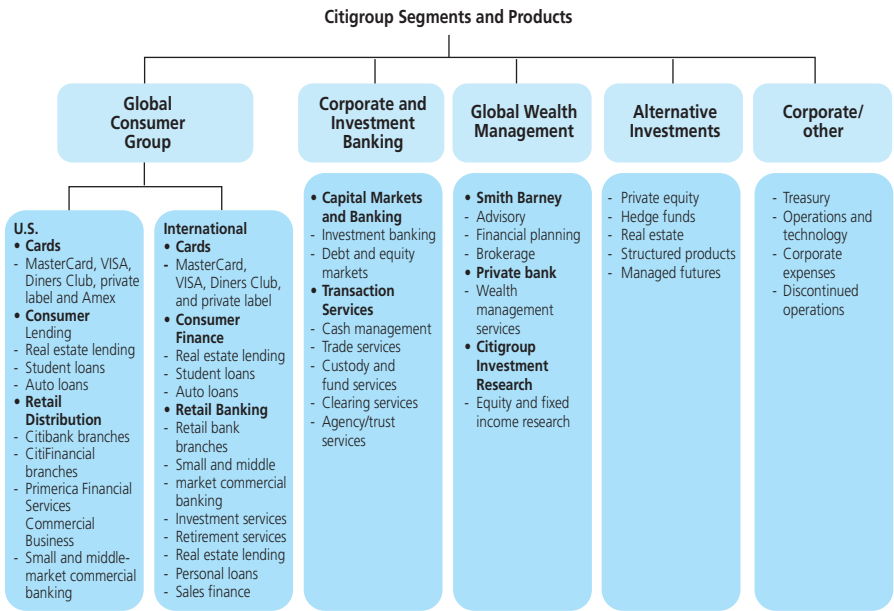 Citigroup Segments and Products
Global
Consumer
Group
Corporate and
Investment
Banking
Global Wealth
Management
Alternative
Investments
Corporate/
other
U.S.
• Cards
- MasterCard, VISA,
Diners Club, private
label and Amex
• Consumer
Lending
- Real estate lending
- Student loans
- Auto loans
• Retail
Distribution
- Citibank branches
- CitiFinancial
branches
- Primerica Financial
Services
Commercial
Business
- Small and middle-
market commercial
banking
International
• Cards
- MasterCard,
VISA, Diners Club,
and private label
• Consumer
Finance
- Real estate lending
- Student loans
- Auto loans
• Retail Banking
- Retail bank
branches
- Small and middle
- market commercial
banking
- Investment services
- Retirement services
- Real estate lending
- Personal loans
- Sales finance
• Capital Markets
and Banking
- Investment banking
- Debt and equity
markets
• Transaction
Services
- Cash management
- Trade services
- Custody and
fund services
- Clearing services
- Agency/trust
services
• Smith Barney
- Advisory
- Financial planning
- Brokerage
• Private bank
- Wealth
management
services
• Citigroup
Investment
Research
- Equity and fixed
income research
- Private equity
- Hedge funds
- Real estate
- Structured products
- Managed futures
- Treasury
- Operations and
technology
- Corporate
expenses
- Discontinued
operations